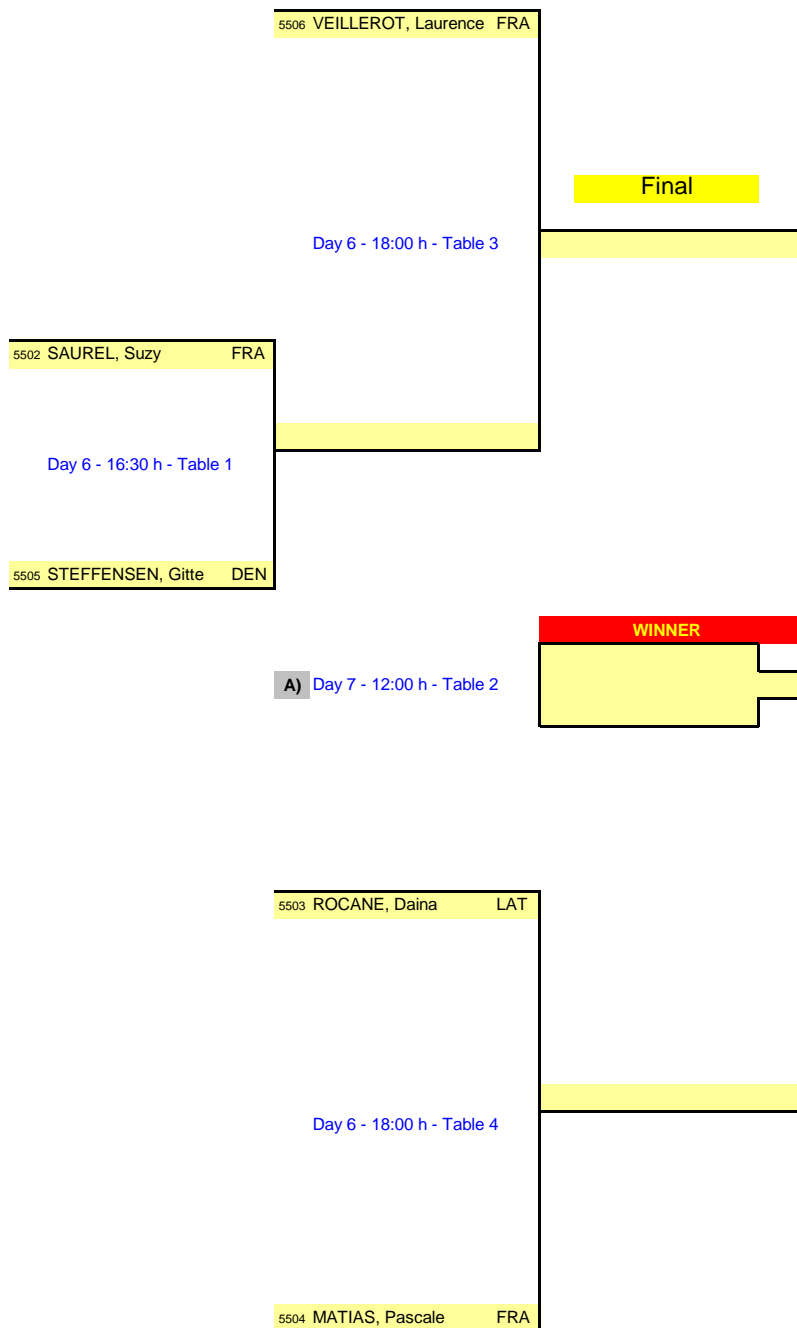 5506 VEILLEROT, Laurence FRA
Final
Day 6 - 18:00 h - Table 3
5502 SAUREL, Suzy FRA
Day 6 - 16:30 h - Table 1
5505 STEFFENSEN, Gitte DEN
WINNER
A) Day 7 - 12:00 h - Table 2
5503 ROCANE, Daina LAT
Day 6 - 18:00 h - Table 4
5504 MATIAS, Pascale FRA